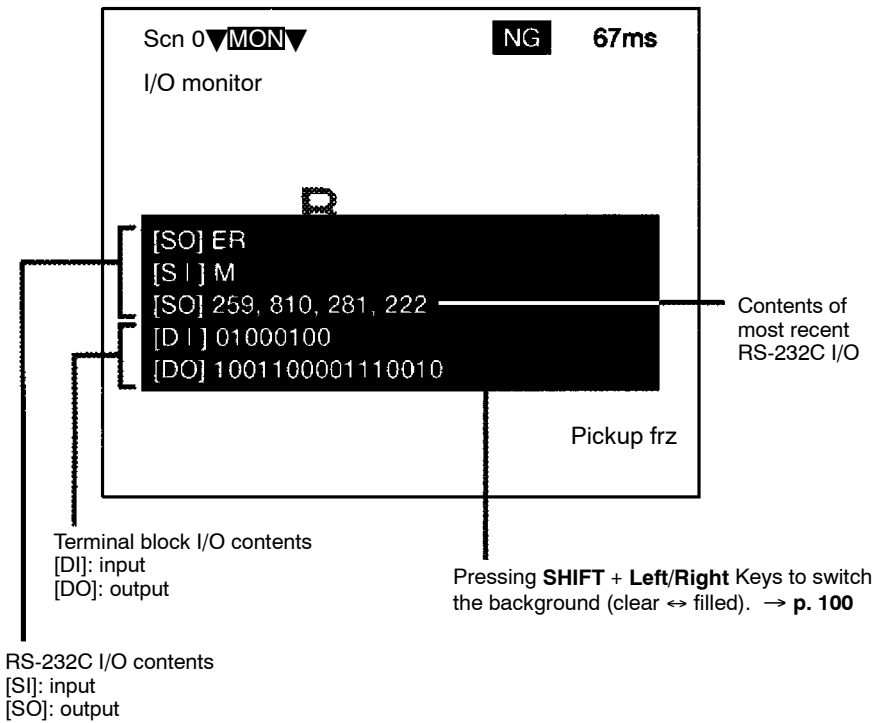 Scn 0▼MON▼ NG 67ms
I/O monitor
R
[SO] ER
[S I ] M
[SO] 259, 810, 281, 222
[D I ] 01000100
[DO] 1001100001110010
Contents of
most recent
RS-232C I/O
Pickup frz
Terminal block I/O contents
[DI]: input
[DO]: output
Pressing SHIFT + Left/Right Keys to switch
the background (clear ↔ filled). → p. 100
RS-232C I/O contents
[SI]: input
[SO]: output